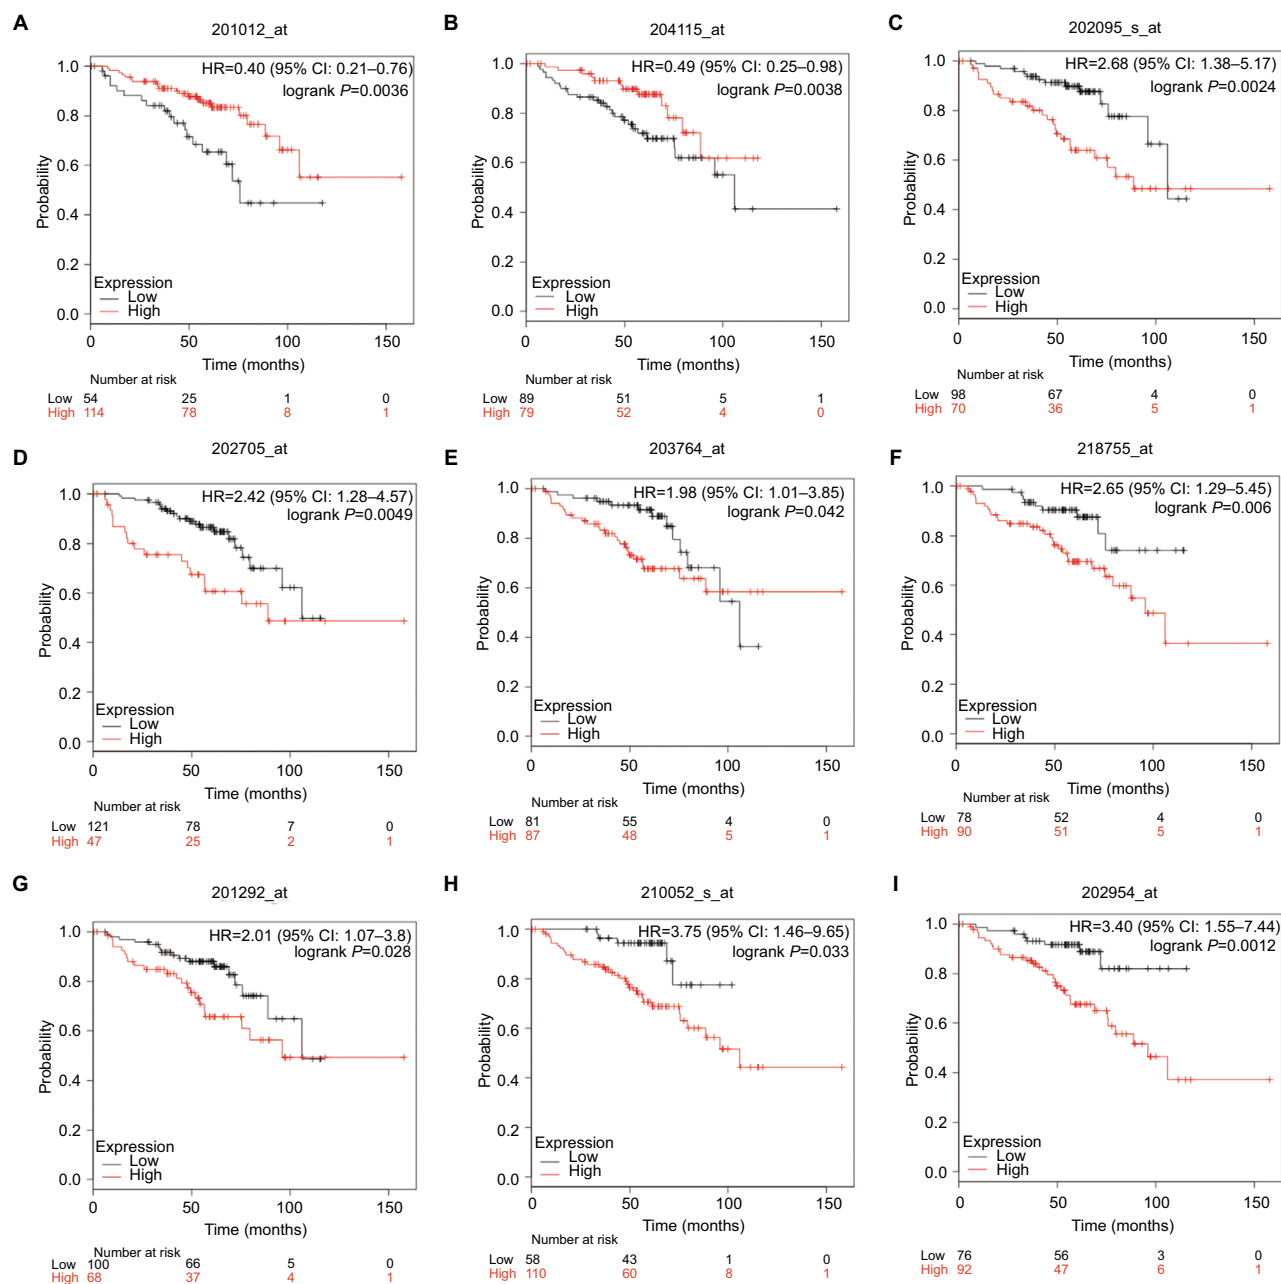 A
201012_at
HR=0.40 (95% CI: 0.21–0.76)
logrank P=0.0036
1.0
0.8
0.6
0.4
0.2
0.0
Probability
Expression
Low
High
0 50 100 150
Time (months)
Number at risk
Low 54 25 1 0
High 114 78 8 1
B
204115_at
HR=0.49 (95% CI: 0.25–0.98)
logrank P=0.0038
1.0
0.8
0.6
0.4
0.2
0.0
Probability
Expression
Low
High
0 50 100 150
Time (months)
Number at risk
Low 89 51 5 1
High 79 52 4 0
C
202095_s_at
HR=2.68 (95% CI: 1.38–5.17)
logrank P=0.0024
1.0
0.8
0.6
0.4
0.2
0.0
Probability
Expression
Low
High
0 50 100 150
Time (months)
Number at risk
Low 98 67 4 0
High 70 36 5 1
D
202705_at
HR=2.42 (95% CI: 1.28–4.57)
logrank P=0.0049
1.0
0.8
0.6
0.4
0.2
0.0
Probability
Expression
Low
High
0 50 100 150
Time (months)
Number at risk
Low 121 78 7 0
High 47 25 2 1
E
203764_at
HR=1.98 (95% CI: 1.01–3.85)
logrank P=0.042
1.0
0.8
0.6
0.4
0.2
0.0
Probability
Expression
Low
High
0 50 100 150
Time (months)
Number at risk
Low 81 55 4 0
High 87 48 5 1
F
218755_at
HR=2.65 (95% CI: 1.29–5.45)
logrank P=0.006
1.0
0.8
0.6
0.4
0.2
0.0
Probability
Expression
Low
High
0 50 100 150
Time (months)
Number at risk
Low 78 52 4 0
High 90 51 5 1
G
201292_at
HR=2.01 (95% CI: 1.07–3.8)
logrank P=0.028
1.0
0.8
0.6
0.4
0.2
0.0
Probability
Expression
Low
High
0 50 100 150
Time (months)
Number at risk
Low 100 66 5 0
High 68 37 4 1
H
210052_s_at
HR=3.75 (95% CI: 1.46–9.65)
logrank P=0.033
1.0
0.8
0.6
0.4
0.2
0.0
Probability
Expression
Low
High
0 50 100 150
Time (months)
Low 58 43 1 0
High 110 60 8 1
I
202954_at
HR=3.40 (95% CI: 1.55–7.44)
logrank P=0.0012
1.0
0.8
0.6
0.4
0.2
0.0
Probability
Expression
Low
High
0 50 100 150
Time (months)
Low 76 56 3 0
High 92 47 6 1